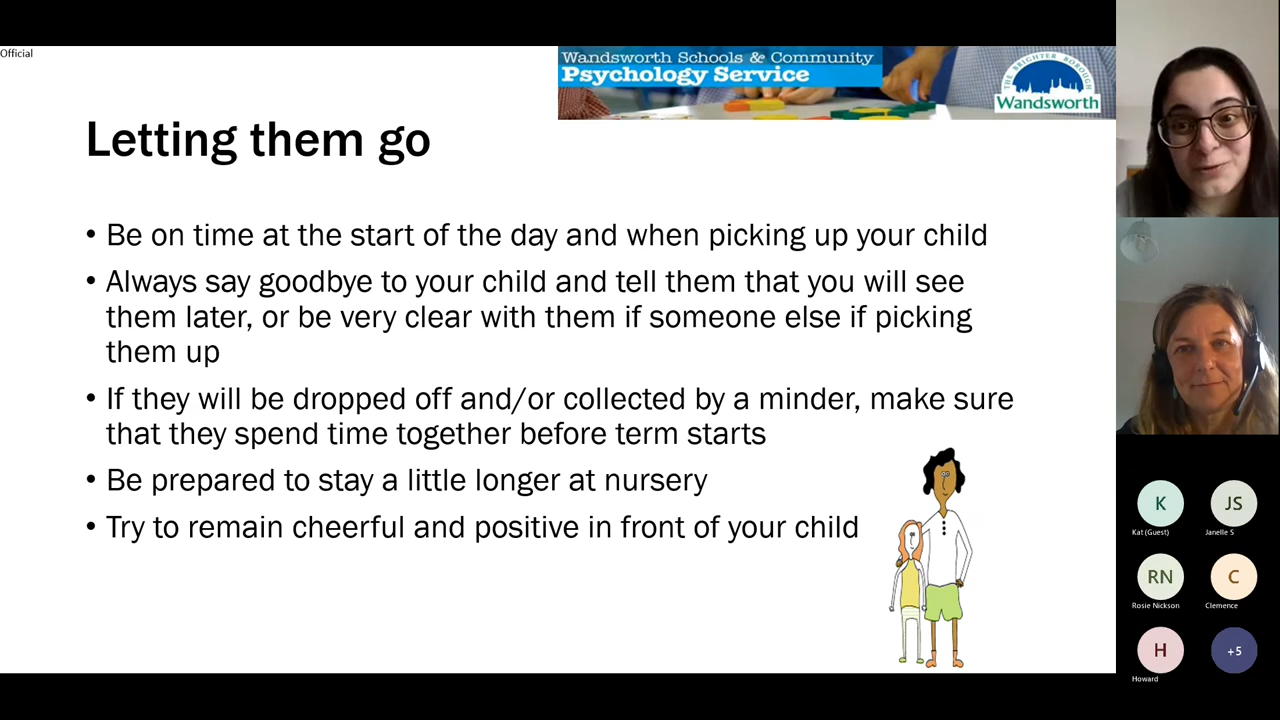 Official
Wandsworth Schools & Community
Psychology Service
THE BRIGHTER BOROUGH
Wandsworth
Letting them go
• Be on time at the start of the day and when picking up your child
• Always say goodbye to your child and tell them that you will see
them later, or be very clear with them if someone else if picking
them up
• If they will be dropped off and/or collected by a minder, make sure
that they spend time together before term starts
• Be prepared to stay a little longer at nursery
• Try to remain cheerful and positive in front of your child
K
JS
Kat (Guest)
Janelle S
RN
C
Rosie Nickson
Clemence
H
+5
Howard